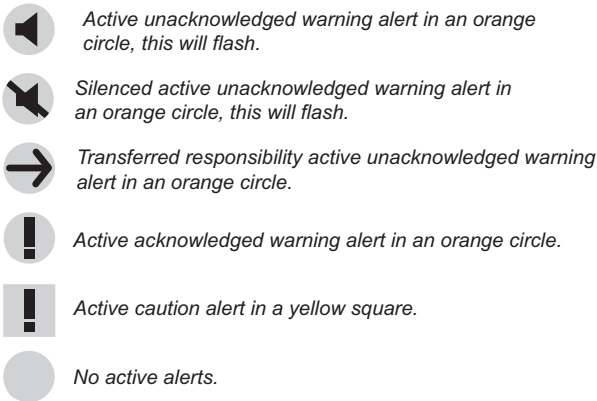 Active unacknowledged warning alert in an orange
circle, this will flash.
Silenced active unacknowledged warning alert in
an orange circle, this will flash.
Transferred responsibility active unacknowledged warning
alert in an orange circle.
Active acknowledged warning alert in an orange circle.
Active caution alert in a yellow square.
No active alerts.